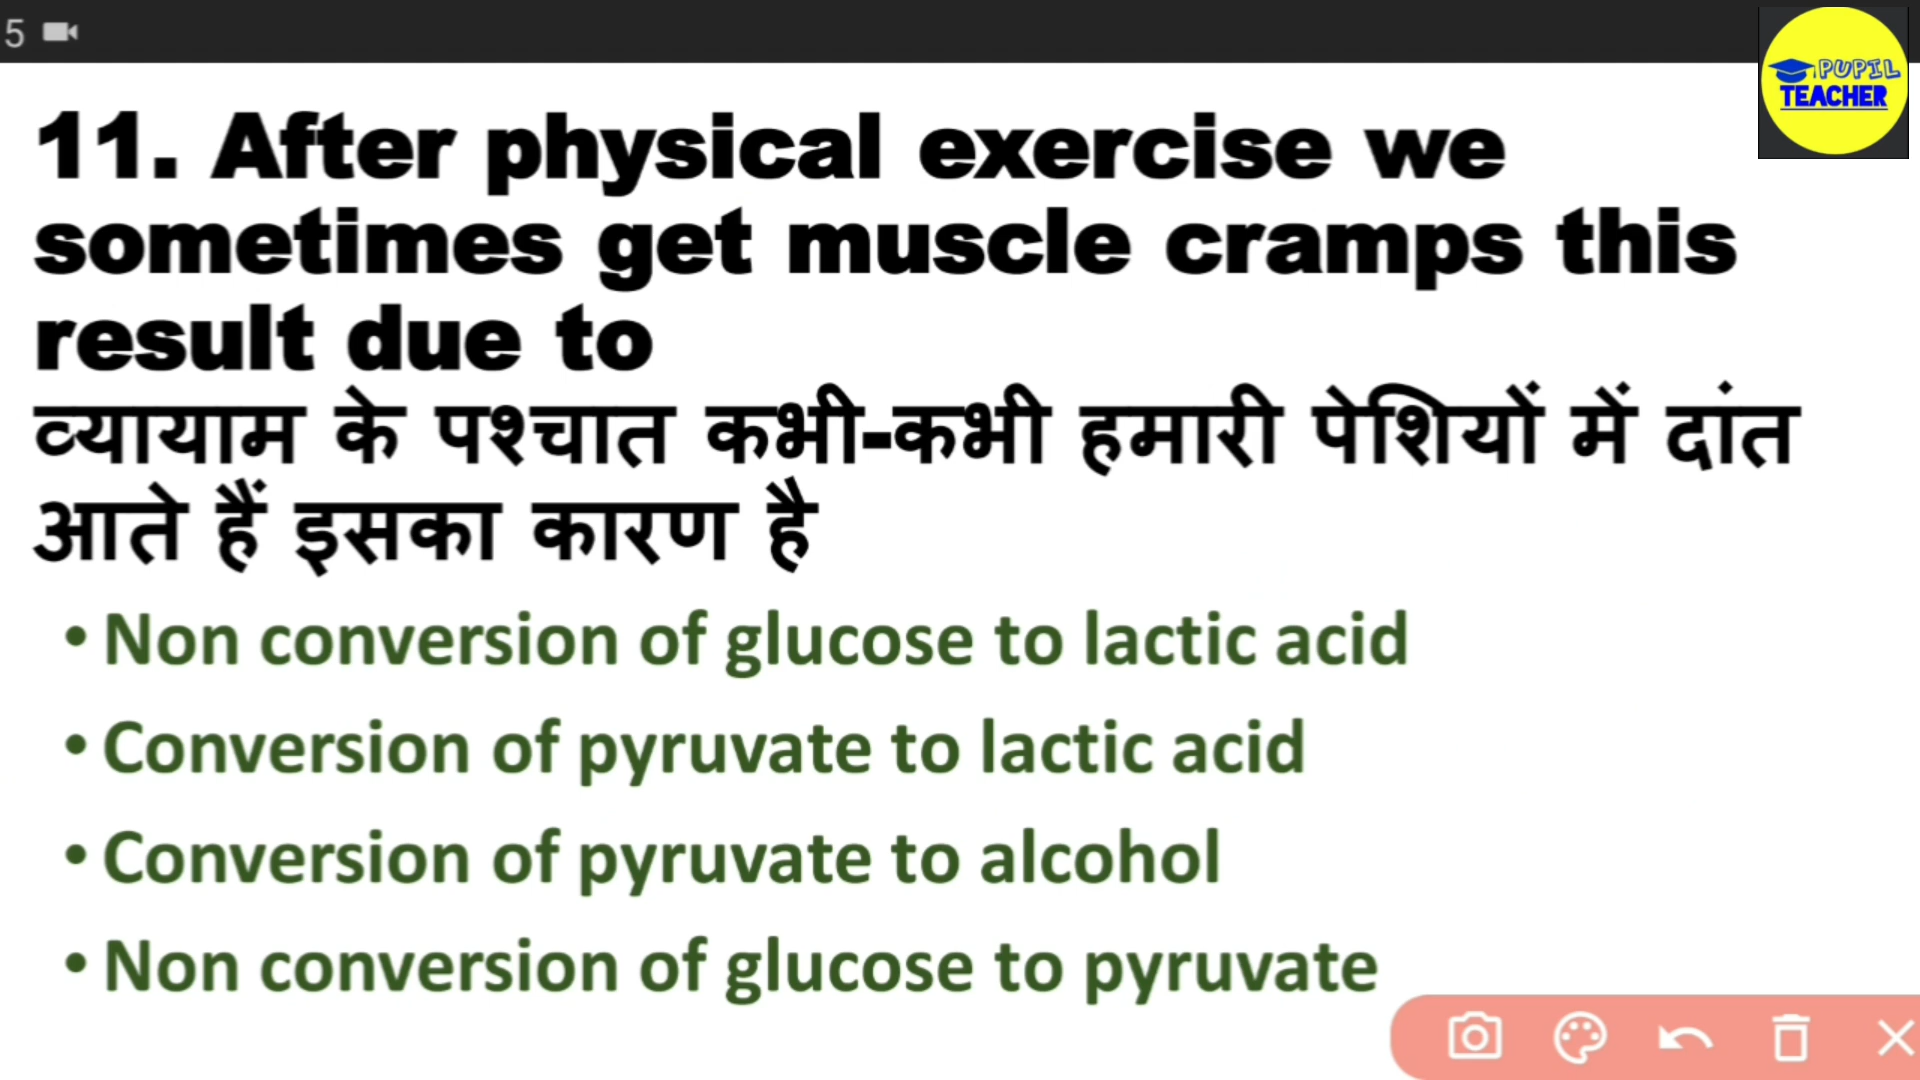 5
PUPIL
TEACHER
11. After physical exercise we
sometimes get muscle cramps this
result due to
व्यायाम के पश्चात कभी-कभी हमारी पेशियों में दांत
आते हैं इसका कारण है
• Non conversion of glucose to lactic acid
• Conversion of pyruvate to lactic acid
• Conversion of pyruvate to alcohol
• Non conversion of glucose to pyruvate